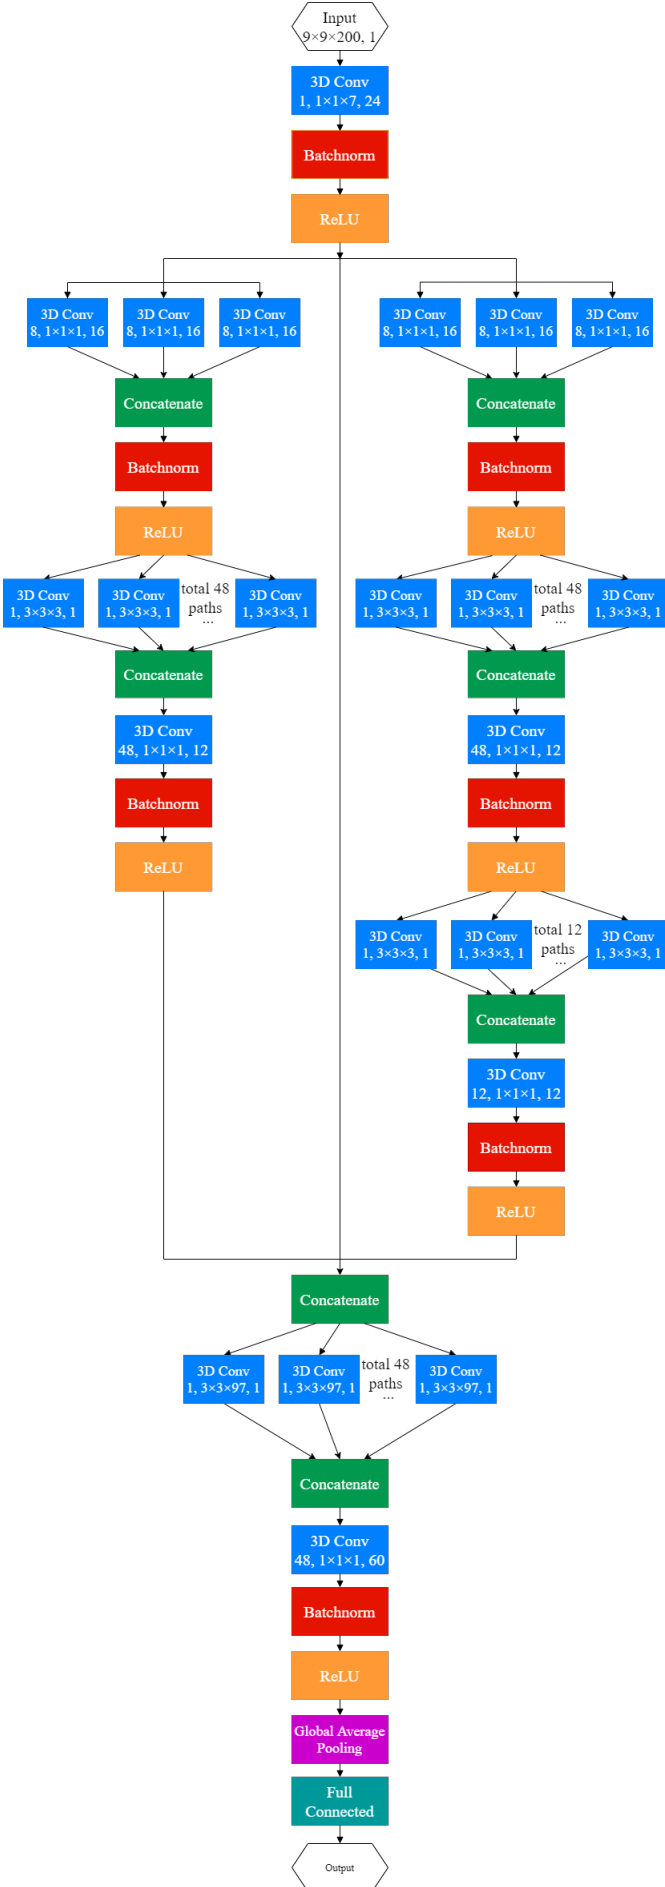 Input
9×9×200, 1
3D Conv
1, 1×1×7, 24
Batchnorm
ReLU
3D Conv
8, 1×1×1, 16
3D Conv
8, 1×1×1, 16
3D Conv
8, 1×1×1, 16
3D Conv
8, 1×1×1, 16
3D Conv
8, 1×1×1, 16
3D Conv
8, 1×1×1, 16
Concatenate
Concatenate
Batchnorm
Batchnorm
ReLU
ReLU
3D Conv
1, 3×3×3, 1
3D Conv
1, 3×3×3, 1
total 48
paths
...
3D Conv
1, 3×3×3, 1
3D Conv
1, 3×3×3, 1
3D Conv
1, 3×3×3, 1
total 48
paths
...
3D Conv
1, 3×3×3, 1
Concatenate
Concatenate
3D Conv
48, 1×1×1, 12
3D Conv
48, 1×1×1, 12
Batchnorm
Batchnorm
ReLU
ReLU
3D Conv
1, 3×3×3, 1
3D Conv
1, 3×3×3, 1
total 12
paths
...
3D Conv
1, 3×3×3, 1
Concatenate
3D Conv
12, 1×1×1, 12
Batchnorm
ReLU
Concatenate
3D Conv
1, 3×3×97, 1
3D Conv
1, 3×3×97, 1
total 48
paths
...
3D Conv
1, 3×3×97, 1
Concatenate
3D Conv
48, 1×1×1, 60
Batchnorm
ReLU
Global Average
Pooling
Full
Connected
Output